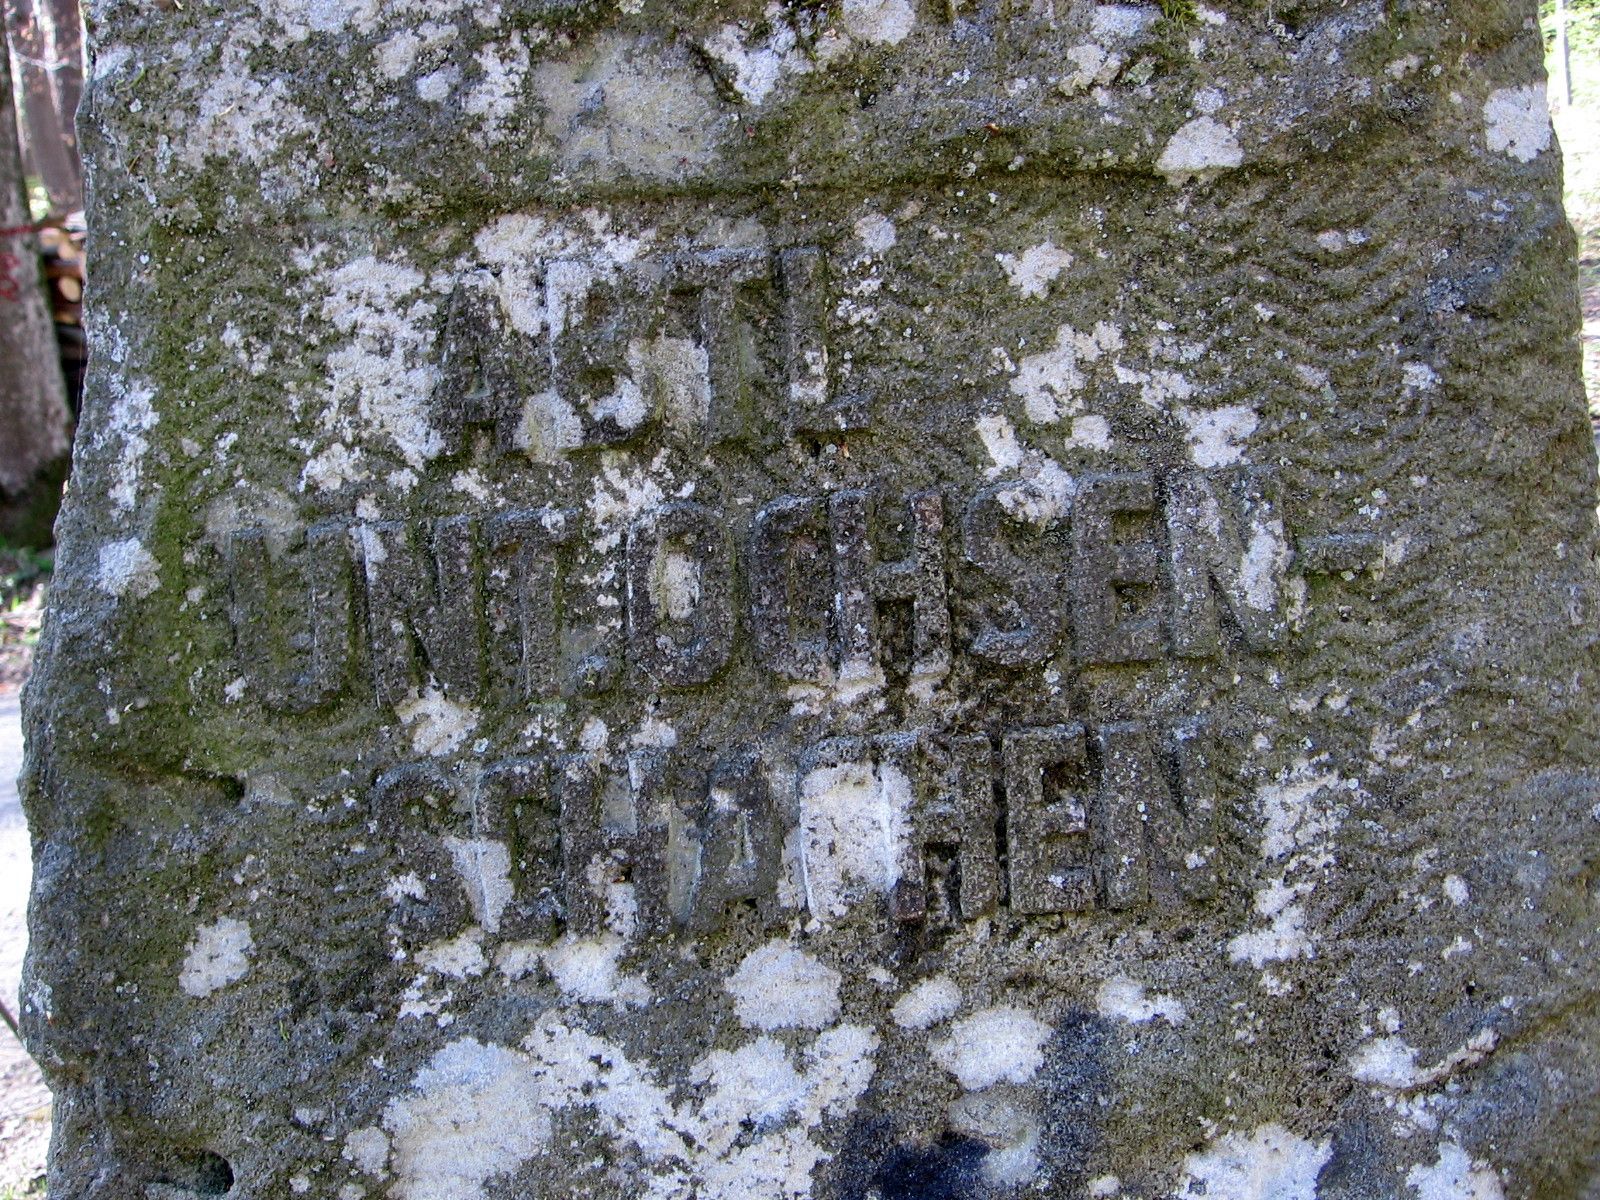 ABTL
UNT. OCHSEN-
SCHACHEN